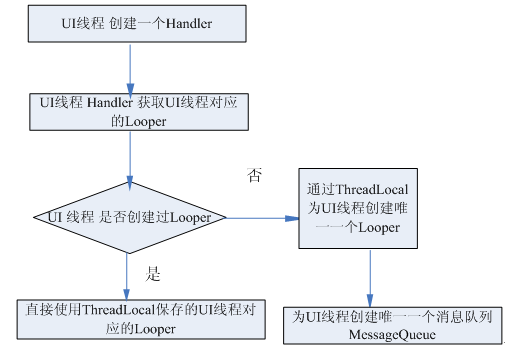 UI线程 创建一个Handler
UI线程 Handler 获取UI线程对应
的Looper
UI 线程 是否创建过Looper
否
通过ThreadLocal
为UI线程创建唯
一一个Looper
是
直接使用ThreadLocal保存的UI线程对
应的Looper
为UI线程创建唯一一个消息队列
MessageQueue